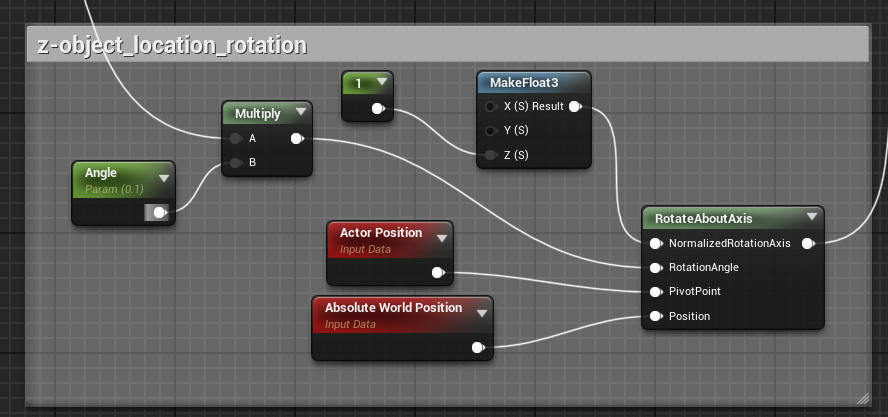 z-object_location_rotation
Multiply
A
B
Angle
Param (0.1)
1
MakeFloat3
X (S) Result
Y (S)
Z (S)
Actor Position
Input Data
Absolute World Position
Input Data
RotateAboutAxis
NormalizedRotationAxis
RotationAngle
PivotPoint
Position